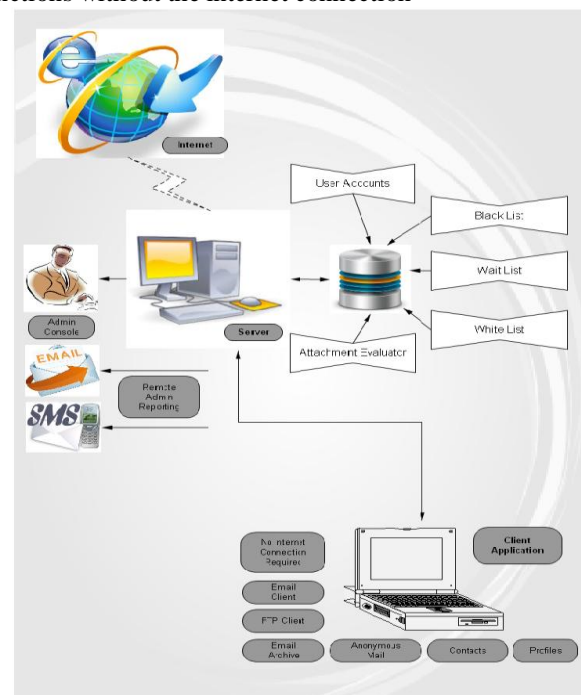 without the internet connection
Internet
User Accounts
Black List
Wait List
White List
Attachment Evaluator
Server
Admin
Console
EMAIL
Remote
Admin
Reporting
SMS
No Internet
Connection
Required
Client
Application
Email
Client
FTP Client
Email
Archive
Anonymous
Mail
Contacts
Profiles